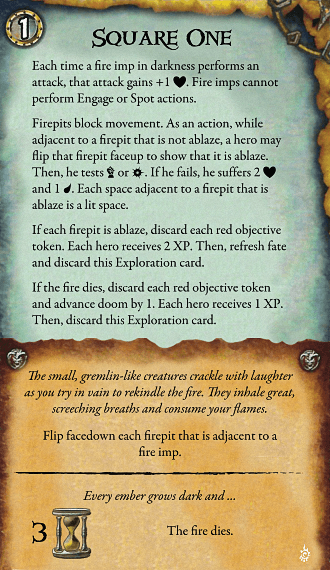 1
Square One
Each time a fire imp in darkness performs an
attack, that attack gains +1 ♥. Fire imps cannot
perform Engage or Spot actions.
Firepits block movement. As an action, while
adjacent to a firepit that is not ablaze, a hero may
flip that firepit faceup to show that it is ablaze.
Then, he tests or . If he fails, he suffers 2 ♥
and 1 . Each space adjacent to a firepit that is
ablaze is a lit space.
If each firepit is ablaze, discard each red objective
token. Each hero receives 2 XP. Then, refresh fate
and discard this Exploration card.
If the fire dies, discard each red objective token
and advance doom by 1. Each hero receives 1 XP.
Then, discard this Exploration card.
The small, gremlin-like creatures crackle with laughter
as you try in vain to rekindle the fire. They inhale great,
screeching breaths and consume your flames.
Flip facedown each firepit that is adjacent to a
fire imp.
Every ember grows dark and ...
3 The fire dies.